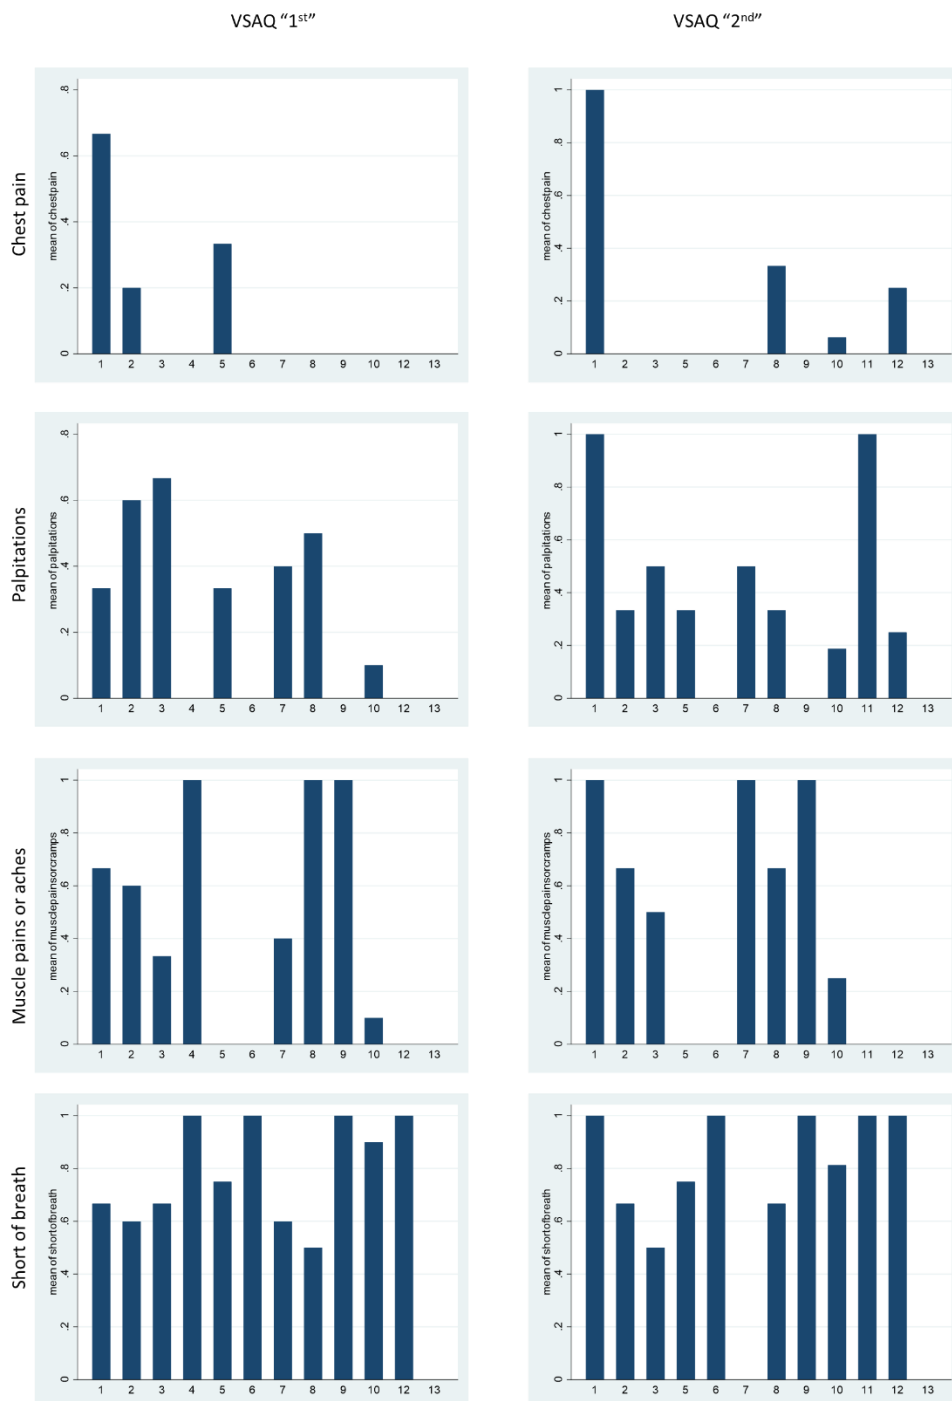 VSAQ “1st”
VSAQ “2nd”
Chest pain
mean of chestpain
.8
.6
.4
.2
0
1 2 3 4 5 6 7 8 9 10 12 13
mean of chestpain
1
.8
.6
.4
.2
0
1 2 3 5 6 7 8 9 10 11 12 13
Palpitations
mean of palpitations
.8
.6
.4
.2
0
1 2 3 4 5 6 7 8 9 10 12 13
mean of palpitations
1
.8
.6
.4
.2
0
1 2 3 5 6 7 8 9 10 11 12 13
Muscle pains or aches
mean of musclepainsorcramps
1
.8
.6
.4
.2
0
1 2 3 4 5 6 7 8 9 10 12 13
mean of musclepainsorcramps
1
.8
.6
.4
.2
0
1 2 3 5 6 7 8 9 10 11 12 13
Short of breath
mean of shortofbreath
1
.8
.6
.4
.2
0
1 2 3 4 5 6 7 8 9 10 12 13
mean of shortofbreath
1
.8
.6
.4
.2
0
1 2 3 5 6 7 8 9 10 11 12 13